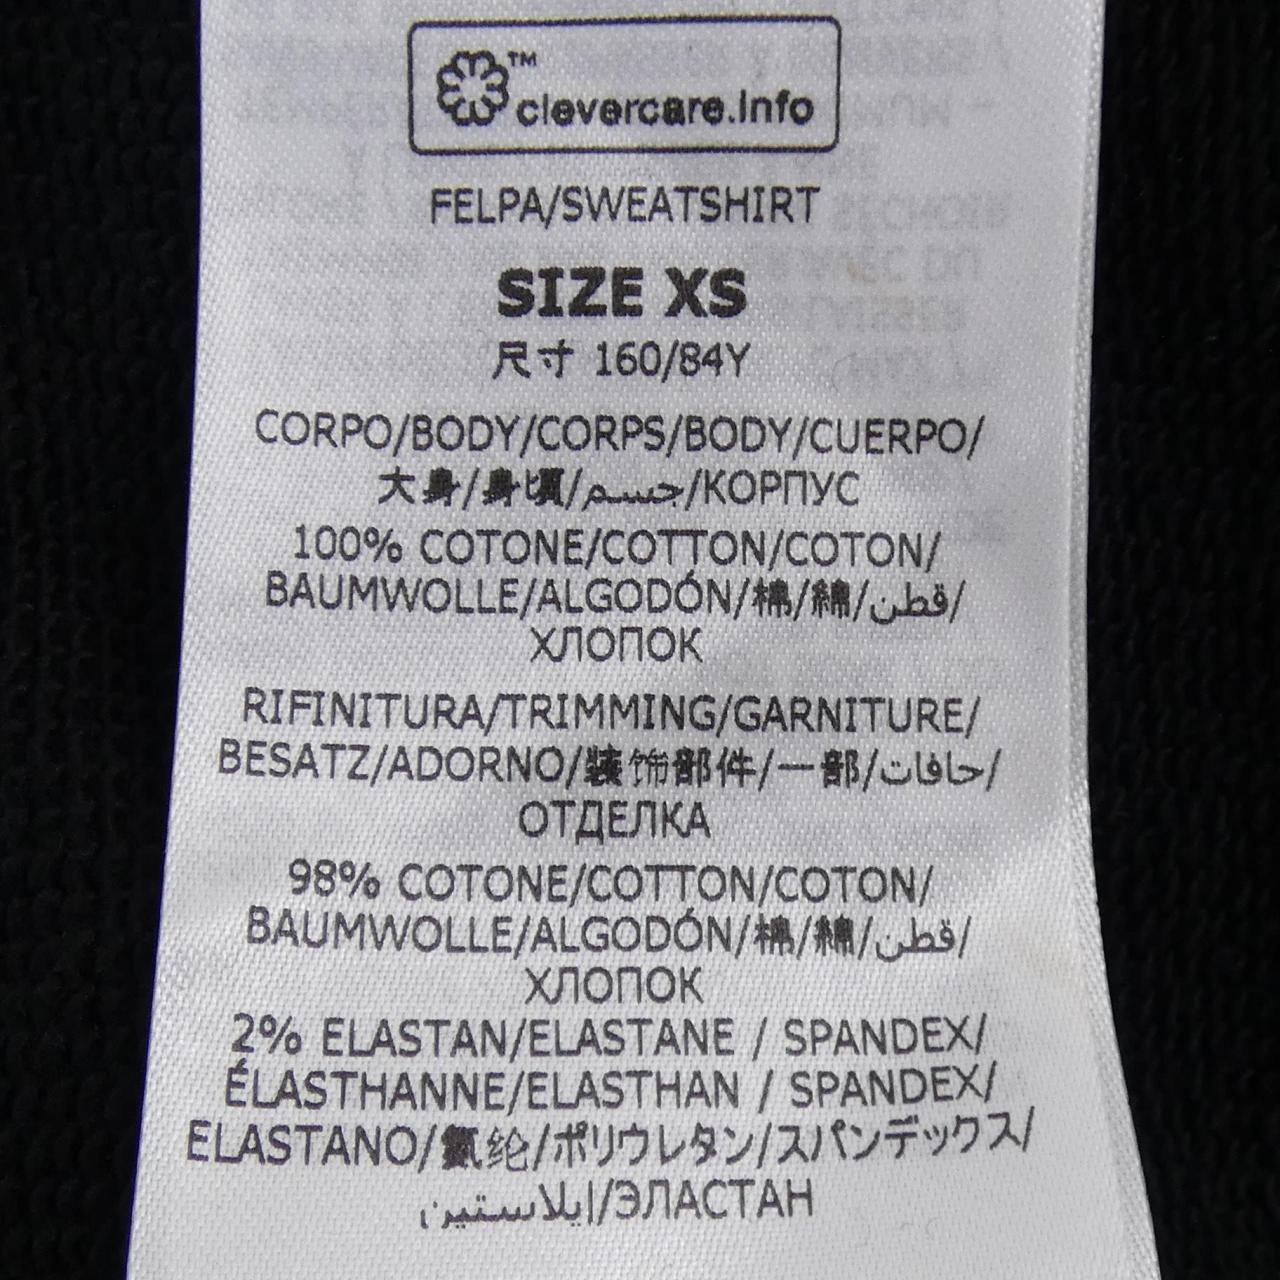 ™
clevercare.info
FELPA/SWEATSHIRT
SIZE XS
尺寸 160/84Y
CORPO/BODY/CORPS/BODY/CUERPO/
大身/身頃/جسم/КОРПУС
100% COTONE/COTTON/COTON/
BAUMWOLLE/ALGODÓN/棉/綿/قطن/
ХЛОПОК
RIFINITURA/TRIMMING/GARNITURE/
BESATZ/ADORNO/装饰部件/一部/حافات/
ОТДЕЛКА
98% COTONE/COTTON/COTON/
BAUMWOLLE/ALGODÓN/棉/綿/قطن/
ХЛОПОК
2% ELASTAN/ELASTANE / SPANDEX/
ÉLASTHANNE/ELASTHAN / SPANDEX/
ELASTANO/氨纶/ポリウレタン/スパンデックス/
إيلاستين/ЭЛАСТАН